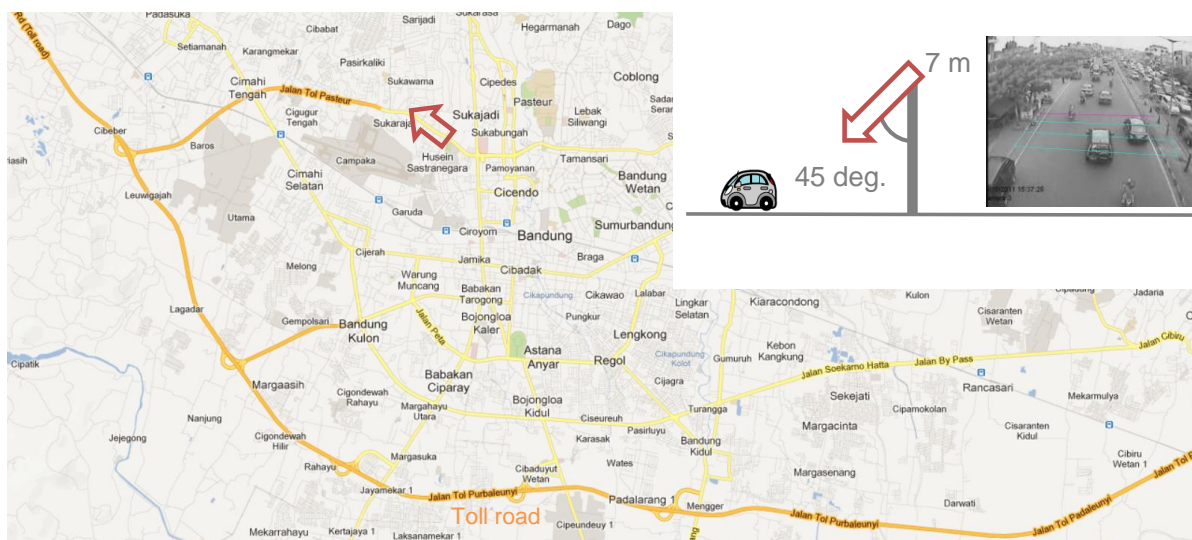 Padasuka
Sarijadi
Sukarasa
Hegarmanah
Dago
Cibabat
Setiamanah
Karangmekar
Rd (Toll road)
Pasirkaliki
Cimahi
Tengah
Sukawarna
Cipedes
Coblong
Jalan Tol Pasteur
Pasteur
Lebak
Siliwangi
Cigugur
Tengah
Sukaraja
Sukajadi
Sukabungah
Cibeber
Baros
Campaka
Husein
Sastranegara
Pamoyanan
Tamansari
Cimahi
Selatan
Cicendo
Bandung
Wetan
Leuwigajah
Utama
Garuda
Ciroyom
Bandung
Sumurbandung
Cijerah
Jamika
Braga
Melong
Warung
Muncang
Cibadak
Babakan
Tarogong
Cikapundung
Cikawao
Lalabar
Lingkar
Selatan
Kiaracondong
Kulon
Cipadung
Jadaria
Lagadar
Gempolsari
Bandung
Kulon
Jalan Peta
Bojongloa
Kaler
Pungkur
Lengkong
Cisaranten
Wetan
Cipatik
Astana
Anyar
Regol
Cikapundung
Kolot
Gumuruh
Kebon
Kangkung
Jalan Soekarno Hatta
Jalan By Pass
Jalan Cibiru
Margaasih
Babakan
Ciparay
Cijagra
Rancasari
Cigondewah
Rahayu
Bojongloa
Kidul
Sekejati
Mekarmulya
Nanjung
Margahayu
Utara
Ciseureuh
Turangga
Cipamokolan
Jejegong
Cigondewah
Hilir
Karasak
Pasirluyu
Margacinta
Cisaranten
Kidul
Bandung
Kidul
Margasuka
Rahayu
Cibaduyut
Wetan
Wates
Margasenang
Cibiru
Wetan 1
Jayamekar 1
Jalan Tol Purbaleunyi
Padalarang 1
Mengger
Darwati
Toll road
Jalan Tol Purbaleunyi
Jalan Tol Padaleunyi
Mekarrahayu
Kertajaya 1
Laksanamekar 1
Cipeundeuy 1
7 m
45 deg.
2011 15:37:26